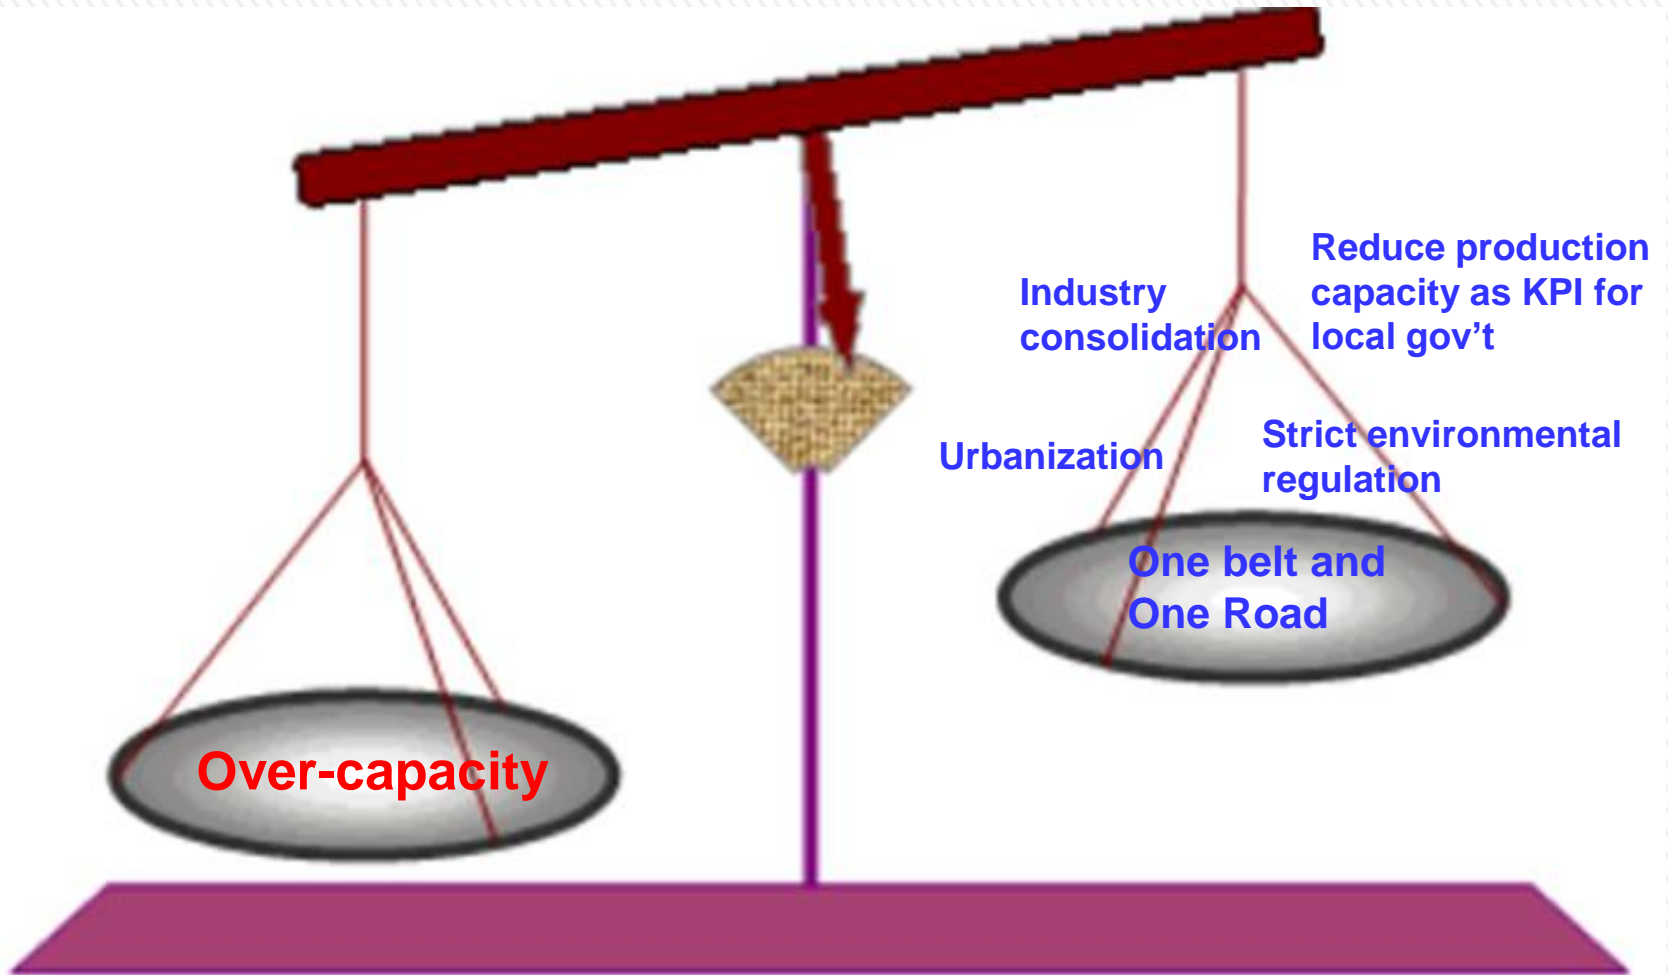 Industry
consolidation
Reduce production
capacity as KPI for
local gov't
Urbanization
Strict environmental
regulation
One belt and
One Road
Over-capacity